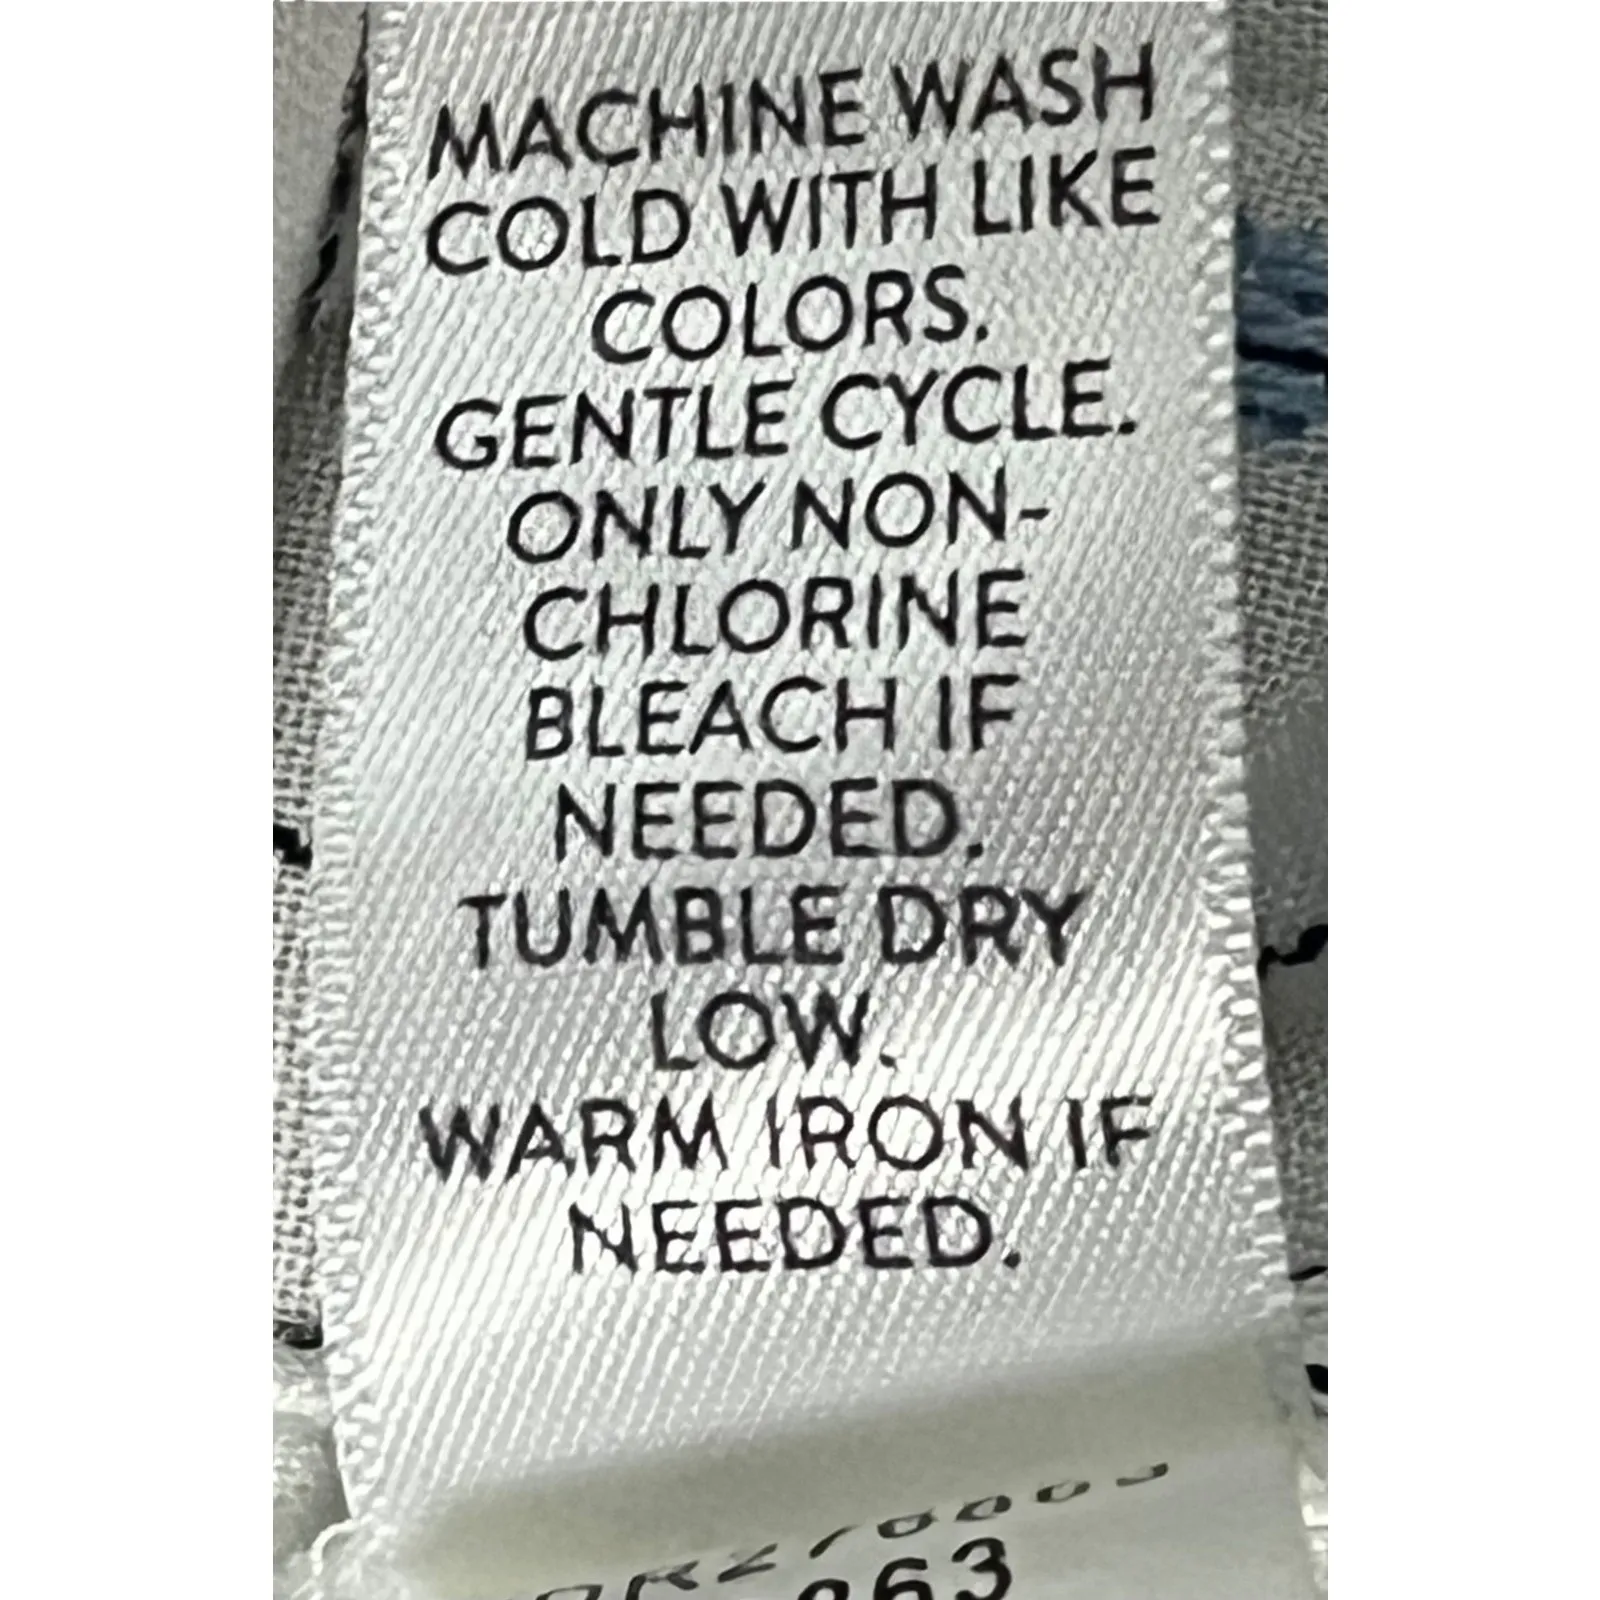 MACHINE WASH
COLD WITH LIKE
COLORS.
GENTLE CYCLE.
ONLY NON-
CHLORINE
BLEACH IF
NEEDED.
TUMBLE DRY
LOW.
WARM IRON IF
NEEDED.